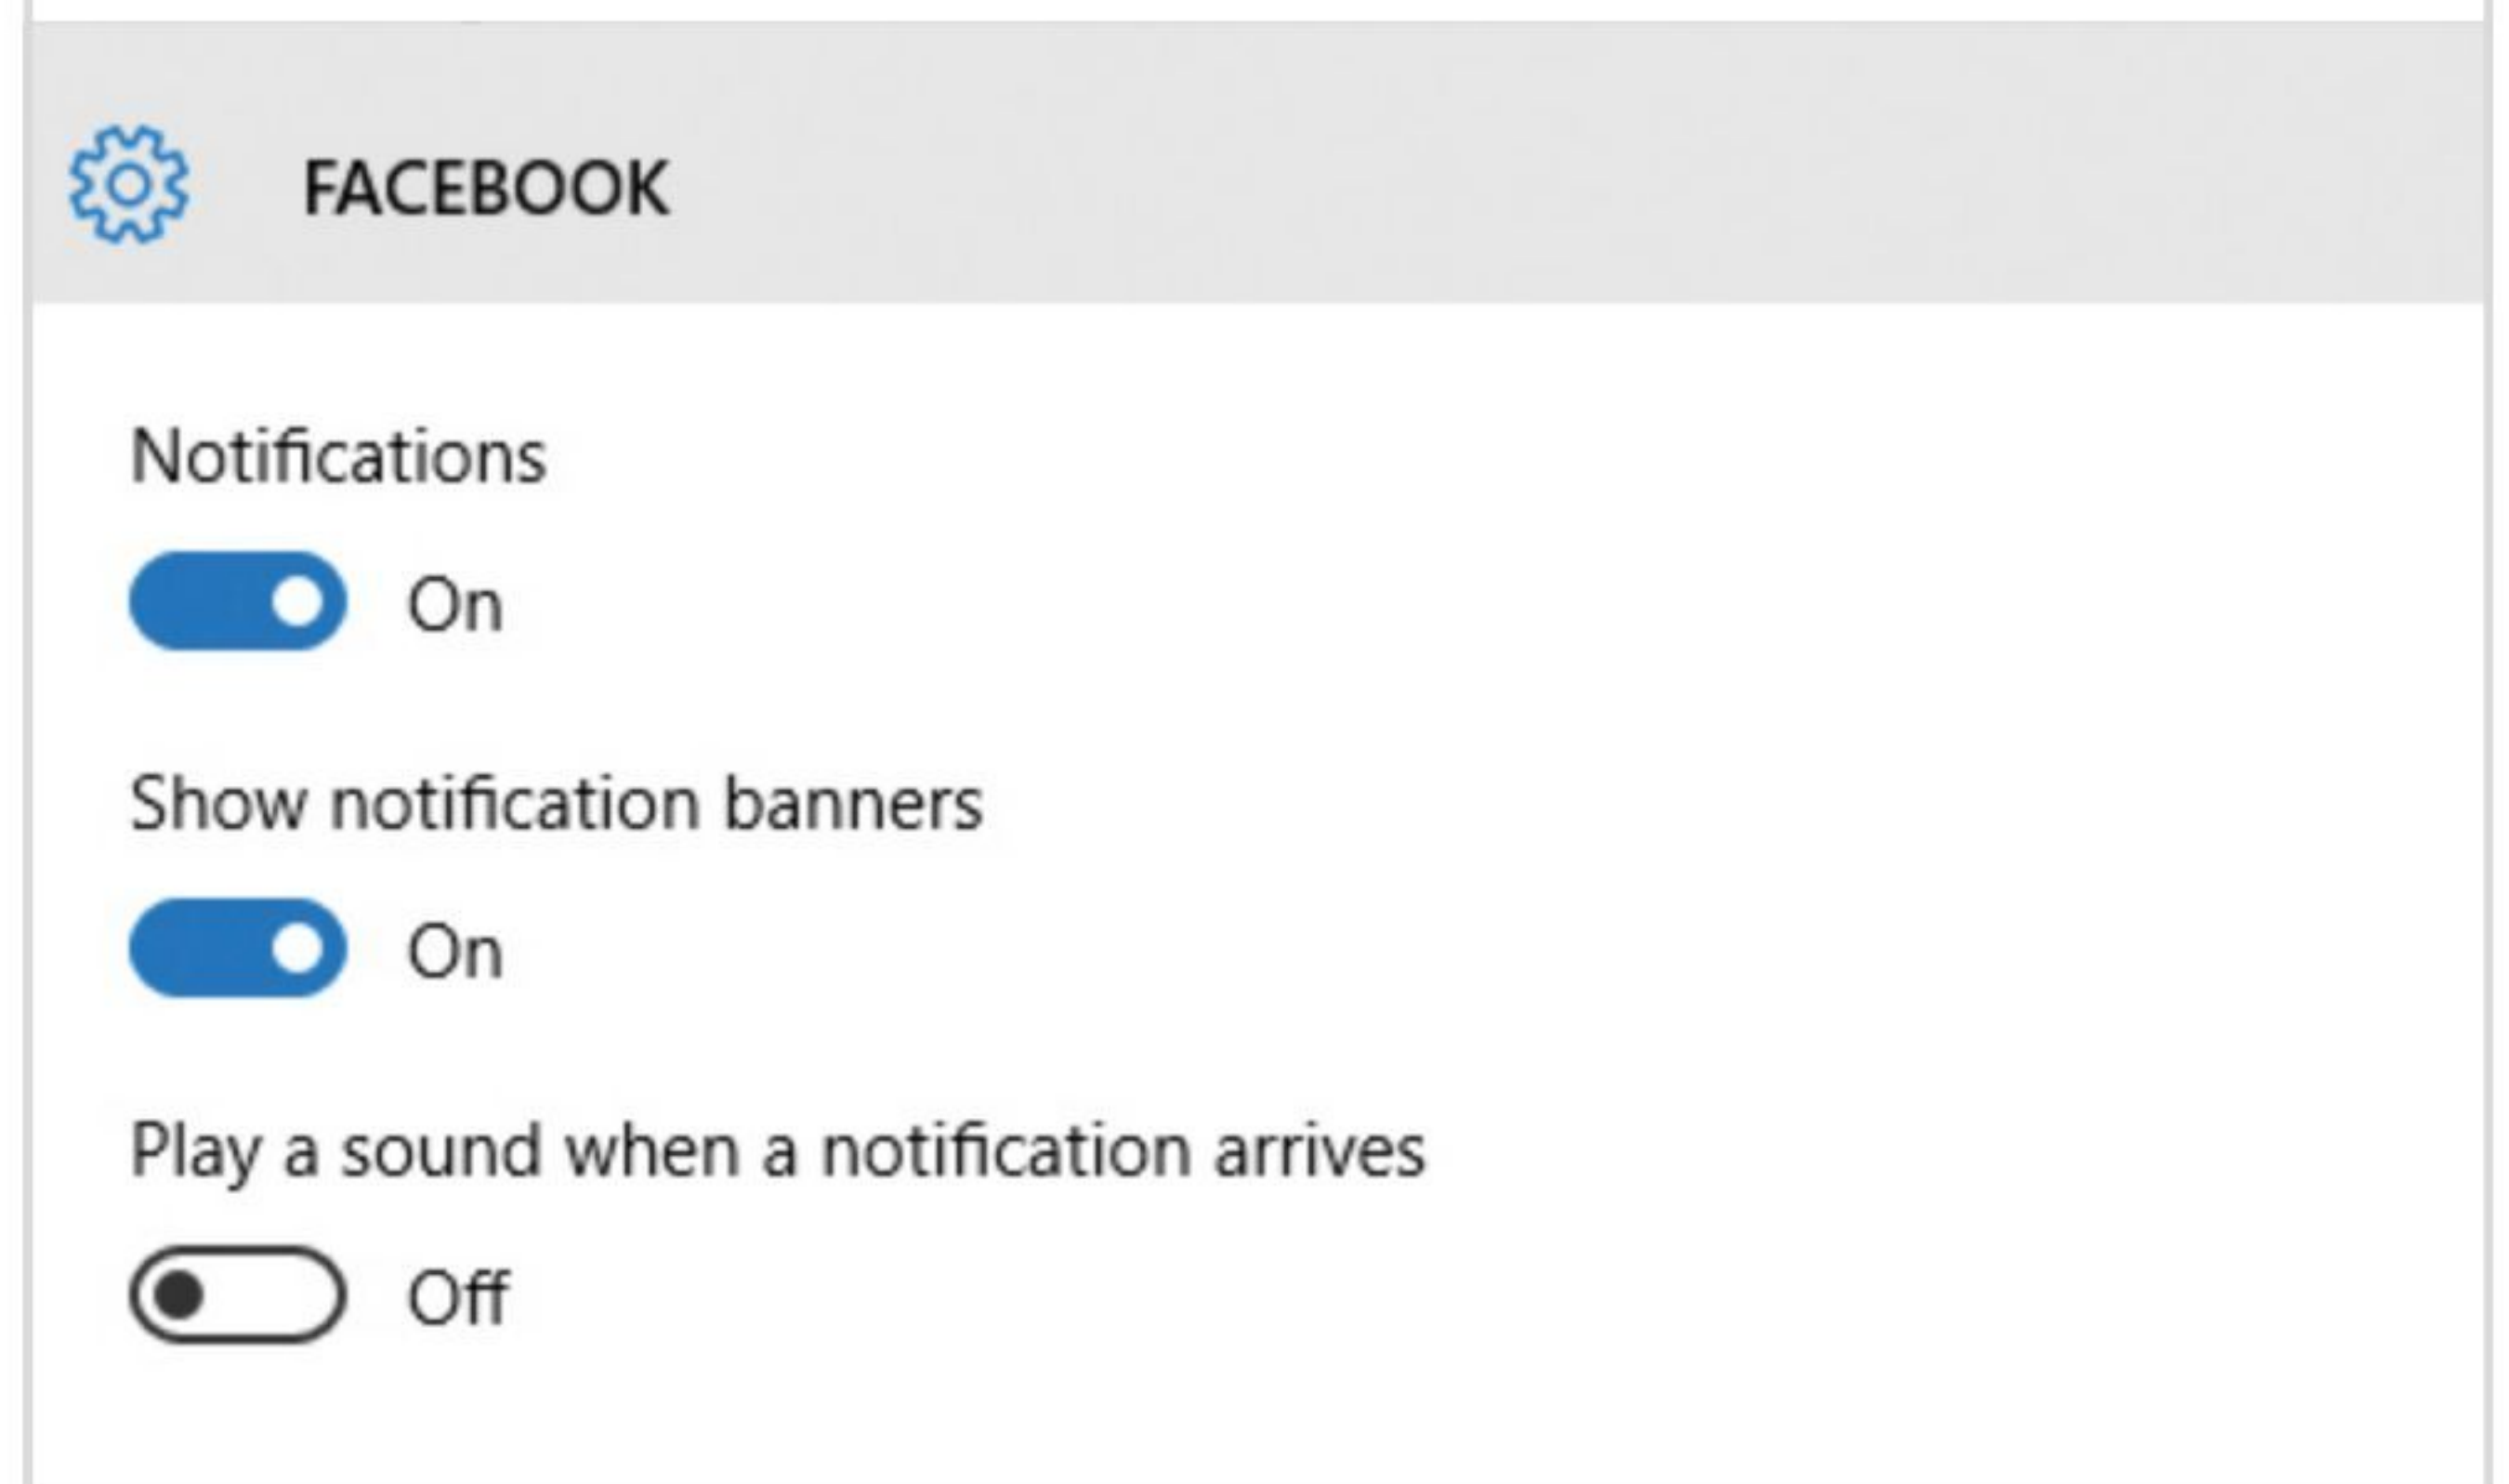 FACEBOOK
Notifications
On
Show notification banners
On
Play a sound when a notification arrives
Off